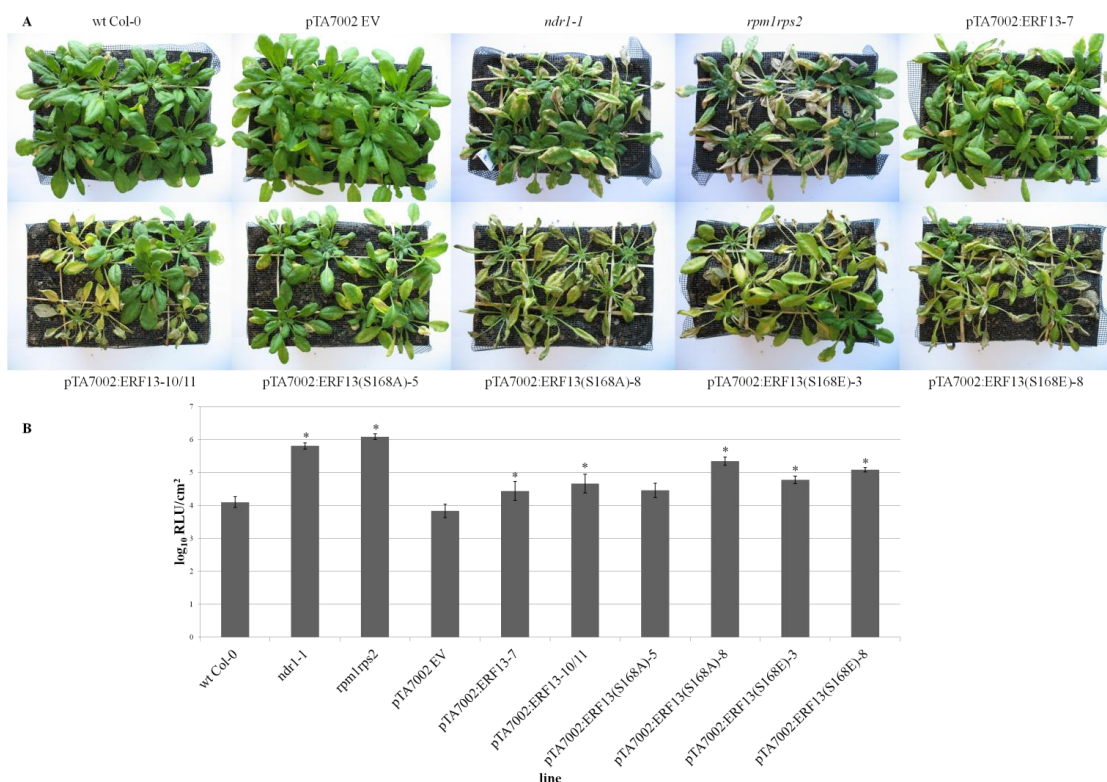 A
wt Col-0
pTA7002 EV
ndr1-1
rpm1rps2
pTA7002:ERF13-7
pTA7002:ERF13-10/11
pTA7002:ERF13(S168A)-5
pTA7002:ERF13(S168A)-8
pTA7002:ERF13(S168E)-3
pTA7002:ERF13(S168E)-8
B
log10 RLU/cm2
7
6
5
4
3
2
1
0
*
*
*
*
*
*
*
wt Col-0
ndr1-1
rpm1rps2
pTA7002 EV
pTA7002:ERF13-7
pTA7002:ERF13-10/11
pTA7002:ERF13(S168A)-5
pTA7002:ERF13(S168A)-8
pTA7002:ERF13(S168E)-3
pTA7002:ERF13(S168E)-8
line